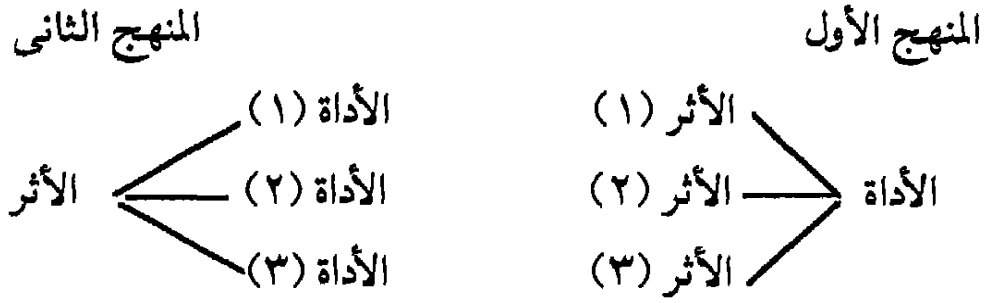 المنهج الأول
المنهج الثانى
الأثر (١)
الأداة
الأثر (٢)
الأثر (٣)
الأداة (١)
الأداة (٢)
الأثر
الأداة (٣)